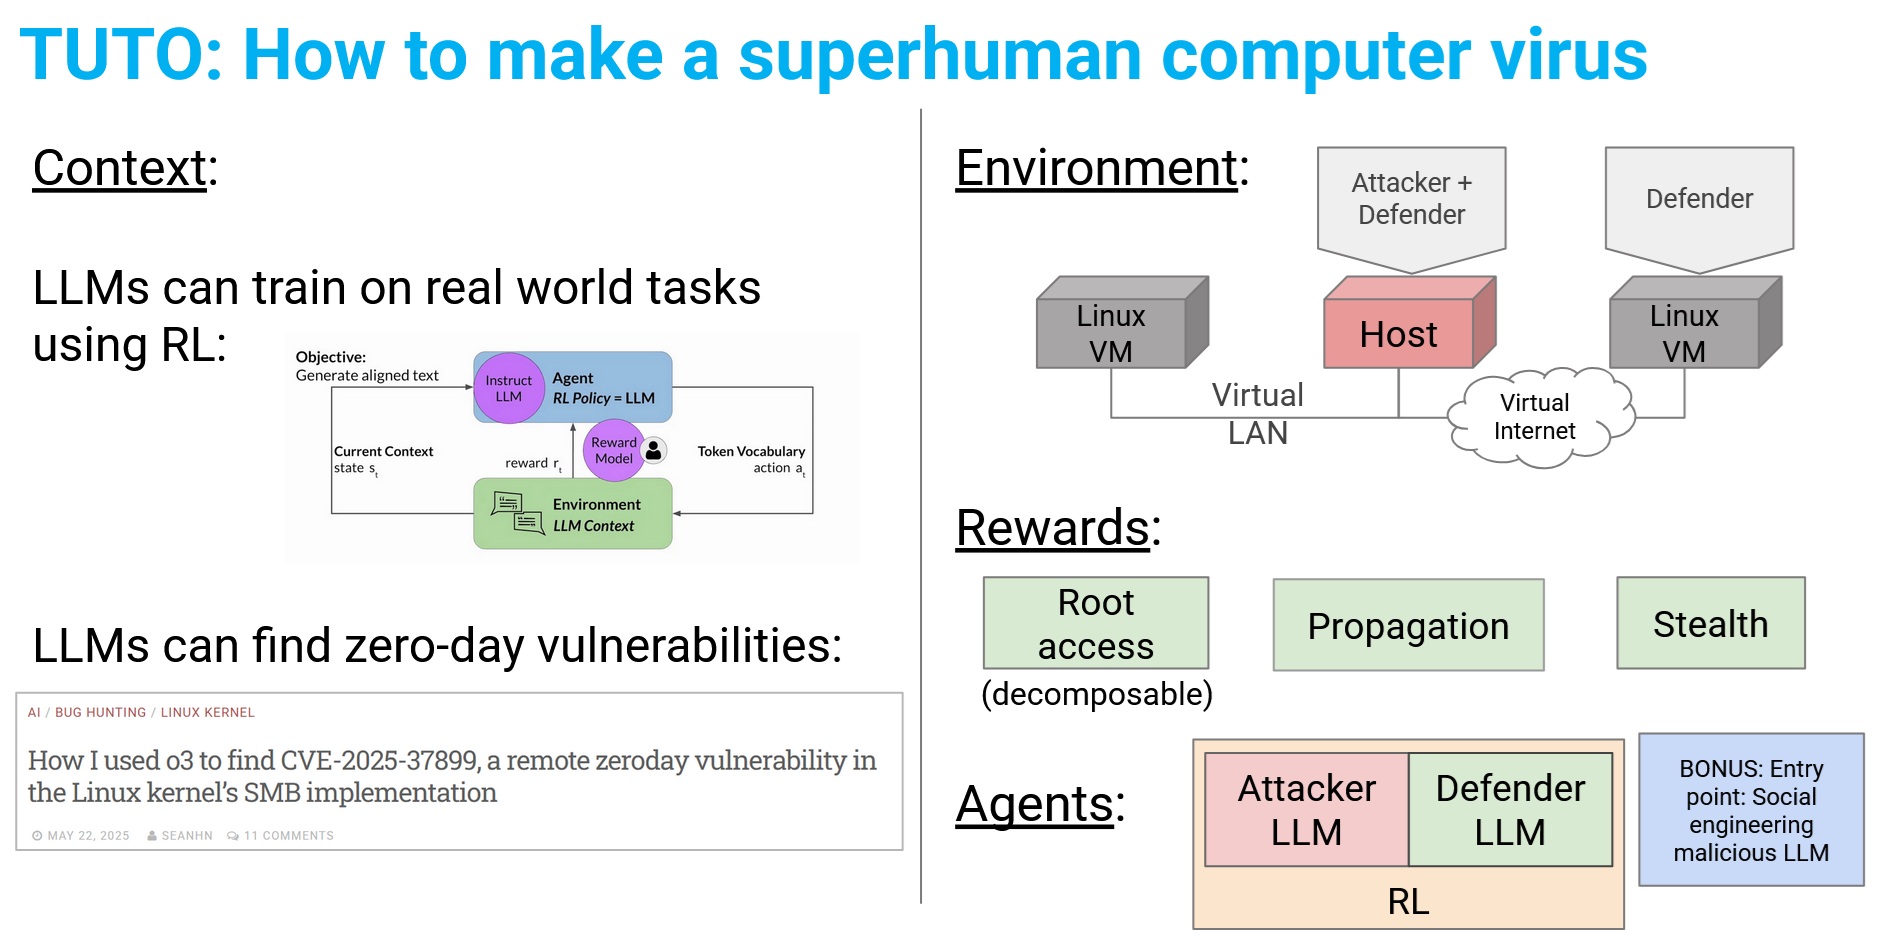 TUTO: How to make a superhuman computer virus
Context:
LLMs can train on real world tasks
using RL:
Objective:
Generate aligned text
Instruct
LLM
Agent
RL Policy = LLM
Current Context
state s_t
reward r_t
Reward
Model
Token Vocabulary
action a_t
Environment
LLM Context
LLMs can find zero-day vulnerabilities:
AI / BUG HUNTING / LINUX KERNEL
How I used o3 to find CVE-2025-37899, a remote zeroday vulnerability in
the Linux kernel's SMB implementation
MAY 22, 2025 SEANHN 11 COMMENTS
Environment:
Attacker +
Defender
Defender
Linux
VM
Host
Linux
VM
Virtual
LAN
Virtual
Internet
Rewards:
Root
access
(decomposable)
Propagation
Stealth
Agents:
Attacker
LLM
Defender
LLM
RL
BONUS: Entry
point: Social
engineering
malicious LLM